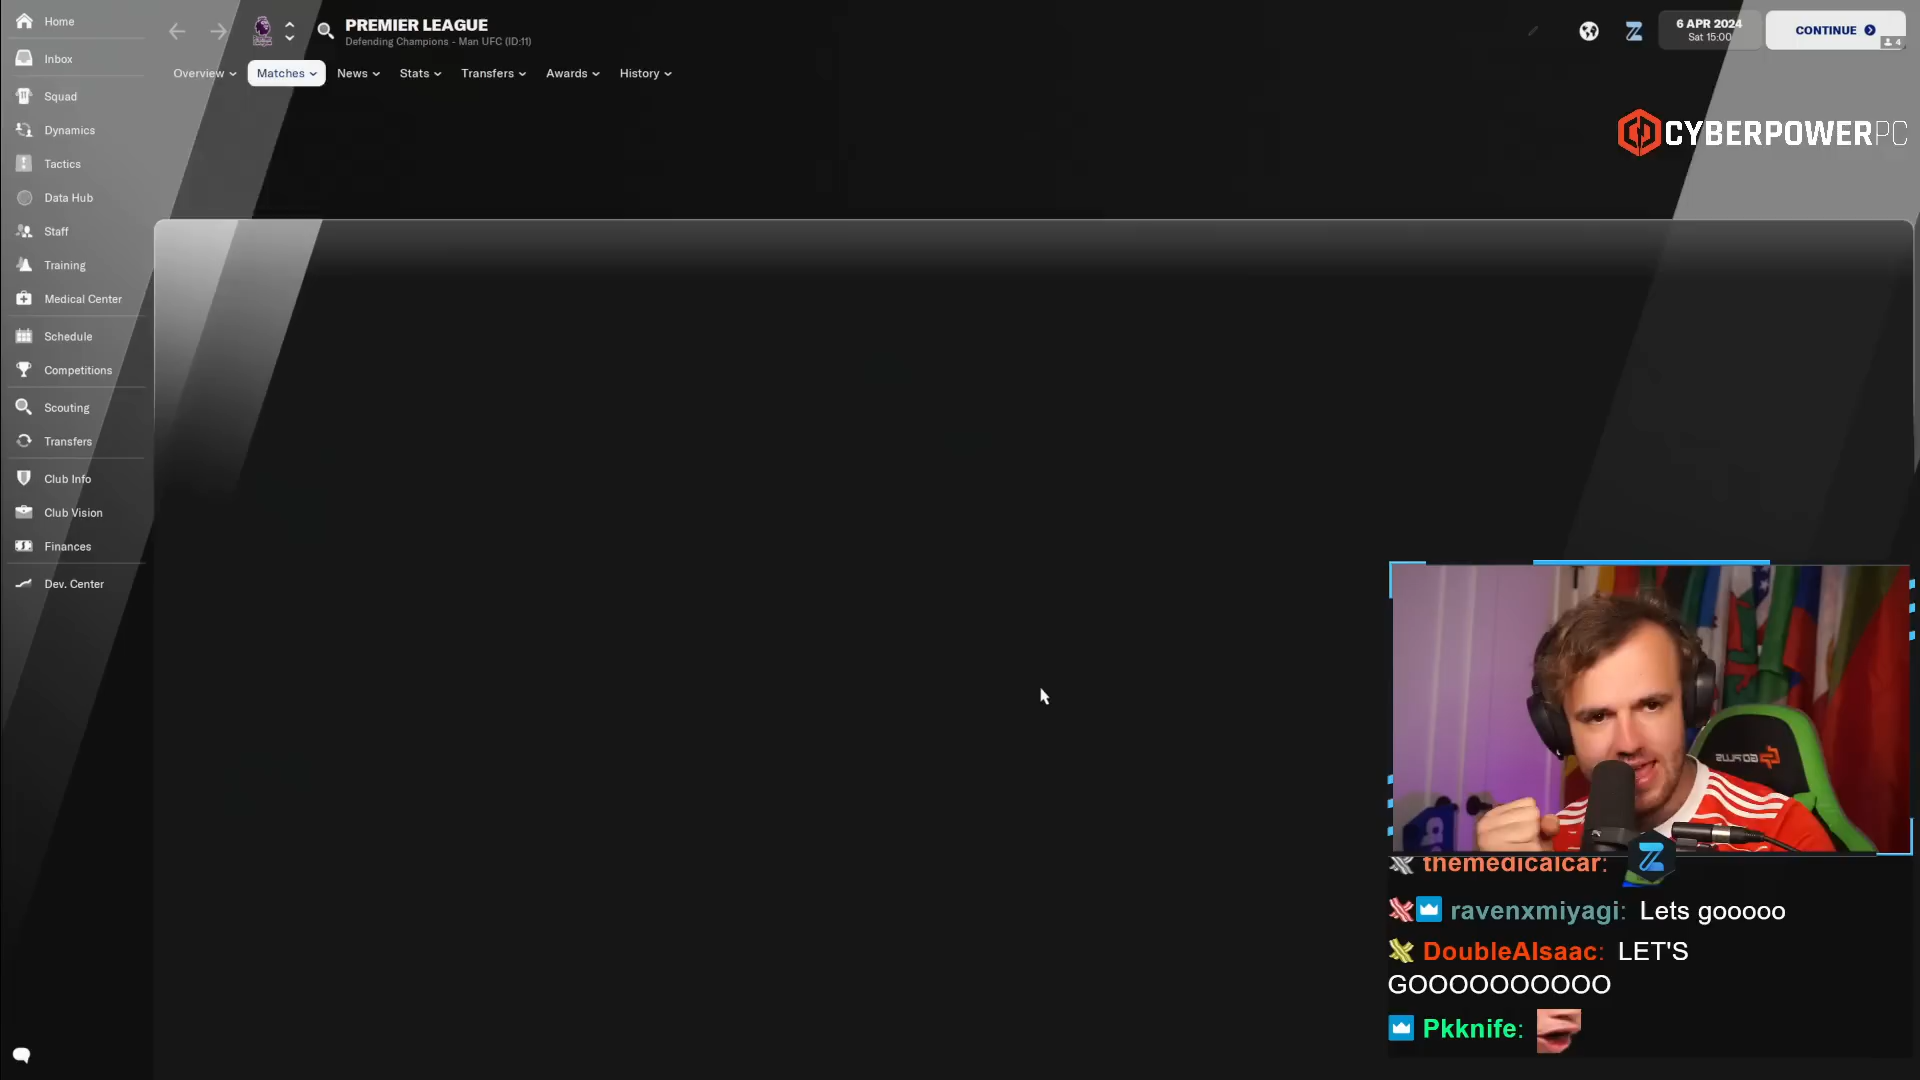 Home
Inbox
Squad
Dynamics
Tactics
Data Hub
Staff
Training
Medical Center
Schedule
Competitions
Scouting
Transfers
Club Info
Club Vision
Finances
Dev. Center
PREMIER LEAGUE
Defending Champions - Man UFC (ID:11)
6 APR 2024
Sat 15:00
CONTINUE
4
Overview
Matches
News
Stats
Transfers
Awards
History
CYBERPOWERPC
themedicalcar:
ravenxmiyagi: Lets gooooo
DoubleAIsaac: LET'S
GOOOOOOOOOO
Pkknife: